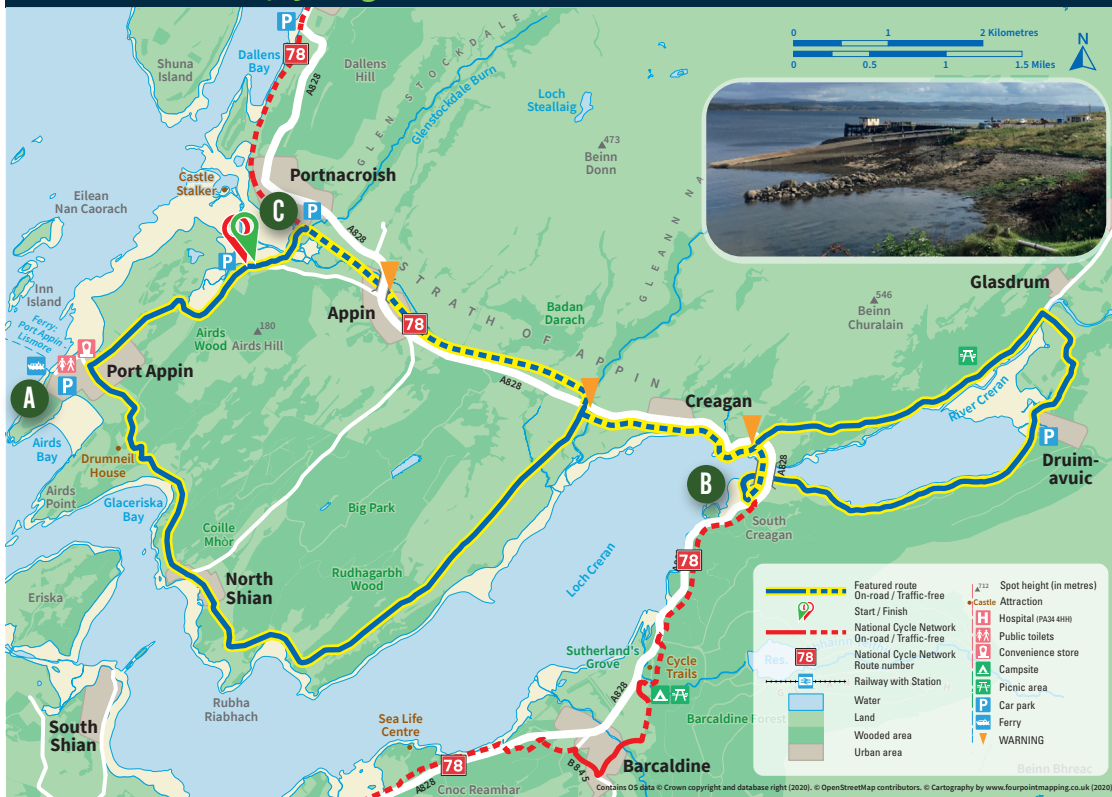 78
Dallens
Bay
Shuna
Island
A828
Dallens
Hill
GLEN STOCKDALE
Glenstockdale Burn
Loch
Steallaig
473
Beinn
Donn
0 1 2 Kilometres
0 0.5 1 1.5 Miles
N
Castle
Stalker
Portnacroish
Eilean
Nan Caorach
C
P
A828
GLEANN NA
STRATH OF APPIN
Glasdrum
Inn
Island
Ferry:
Port Appin -
Lismore
Appin
78
Badan
Darach
546
Beinn
Churalain
Airds
Wood
180
Airds Hill
Port Appin
A
P
A828
Creagan
River Creran
P
Druim-
avuic
Airds
Bay
Drumneil
House
Airds
Point
Glaceriska
Bay
B
A828
South
Creagan
Big Park
Coille
Mhòr
Loch Creran
78
Rudhagarbh
Wood
North
Shian
Eriska
Sutherland's
Grove
Cycle
Trails
A828
Rubha
Riabhach
South
Shian
Sea Life
Centre
Barcaldine Forest
78
A828
B845
Barcaldine
Cnoc Reamhar
Beinn Bhreac
Featured route
On-road / Traffic-free
Start / Finish
National Cycle Network
On-road / Traffic-free
78
National Cycle Network
Route number
Railway with Station
Res.
Water
Land
Wooded area
Urban area
712
Spot height (in metres)
Castle
Attraction
H
Hospital (PA34 4HH)
Public toilets
Convenience store
Campsite
Picnic area
P
Car park
Ferry
WARNING
Contains OS data © Crown copyright and database right (2020). © OpenStreetMap contributors. © Cartography by www.fourpointmapping.co.uk (2020)